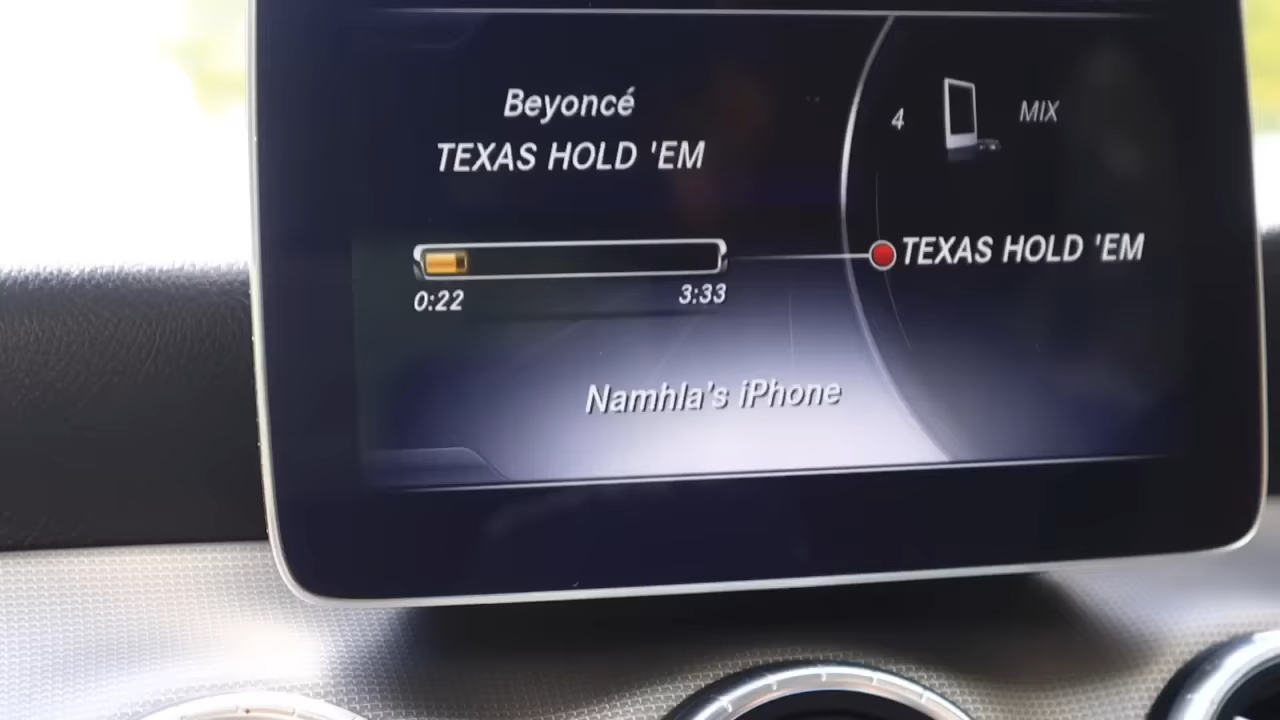 Beyoncé
TEXAS HOLD 'EM
0:22
3:33
Namhla's iPhone
4
MIX
TEXAS HOLD 'EM